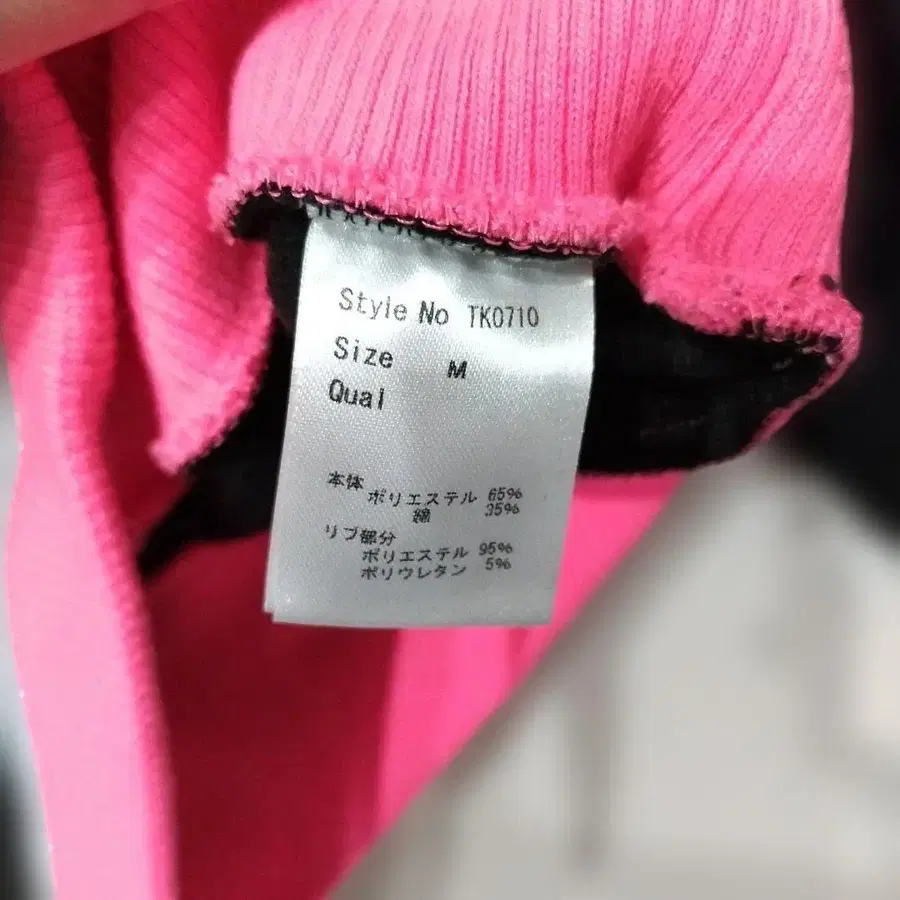 Style No TK0710
Size M
Qual
本体
ポリエステル 65%
綿 35%
リブ部分
ポリエステル 95%
ポリウレタン 5%